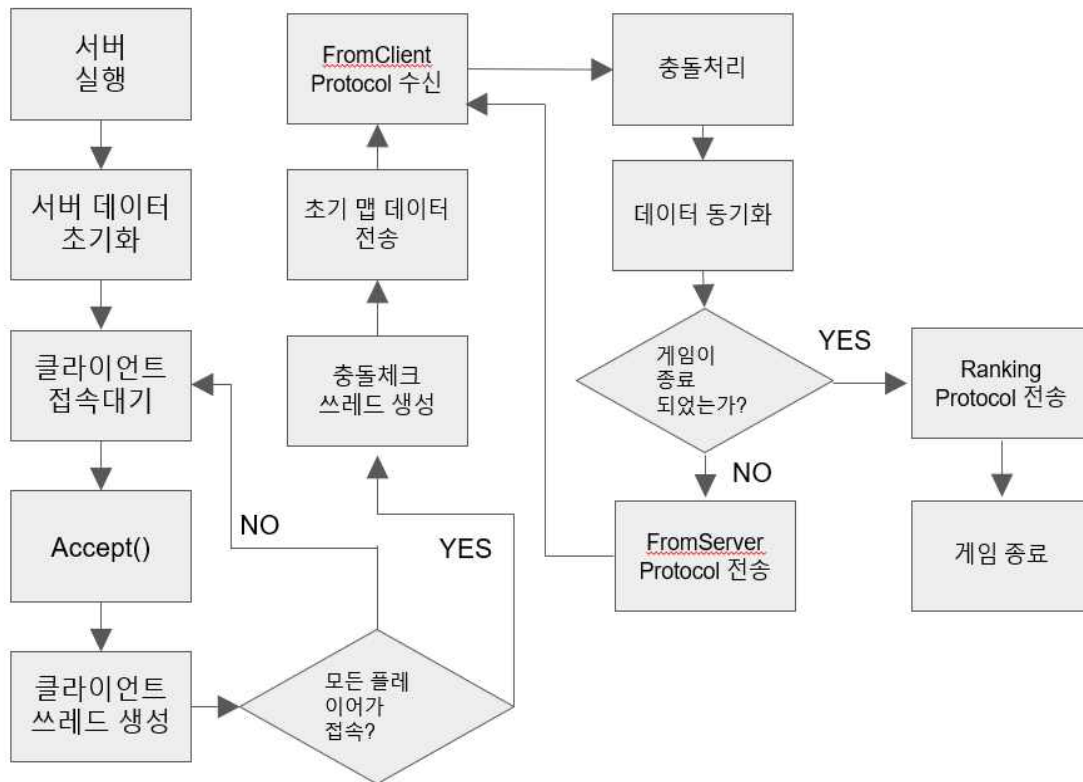 서버
실행
서버 데이터
초기화
클라이언트
접속대기
Accept()
클라이언트
쓰레드 생성
모든 플레
이어가
접속?
NO
YES
충돌체크
쓰레드 생성
초기 맵 데이터
전송
FromClient
Protocol 수신
충돌처리
데이터 동기화
게임이
종료
되었는가?
YES
NO
FromServer
Protocol 전송
Ranking
Protocol 전송
게임 종료